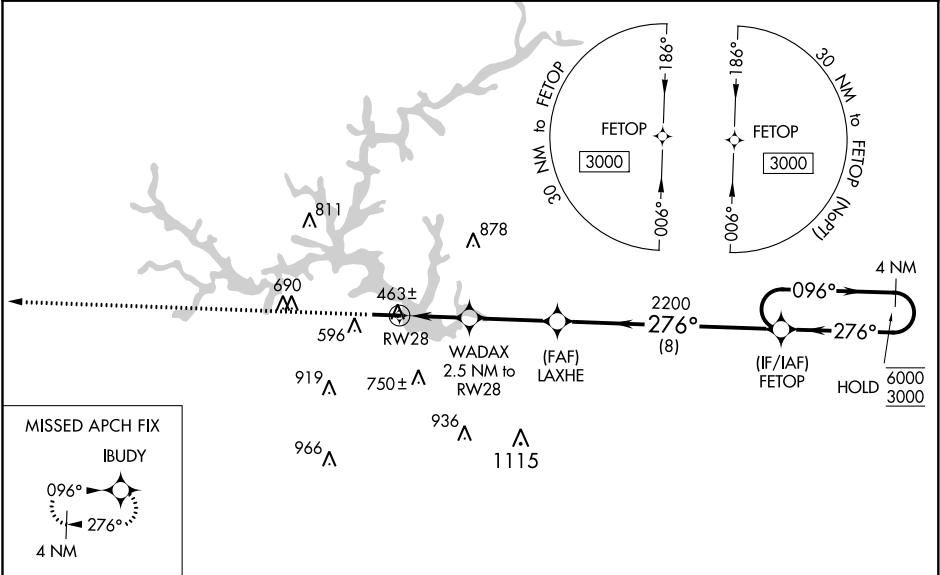 30 NM to FETOP
186°
FETOP
3000
006°
186°
FETOP
3000
006°
30 NM to FETOP (NoPT)
811
878
690
463±
596
RW28
919
750±
966
936
1115
WADAX
2.5 NM to
RW28
(FAF)
LAXHE
2200
276°
(8)
4 NM
096°
276°
(IF/IAF)
FETOP
HOLD
6000
3000
MISSED APCH FIX
IBUDY
096°
276°
4 NM